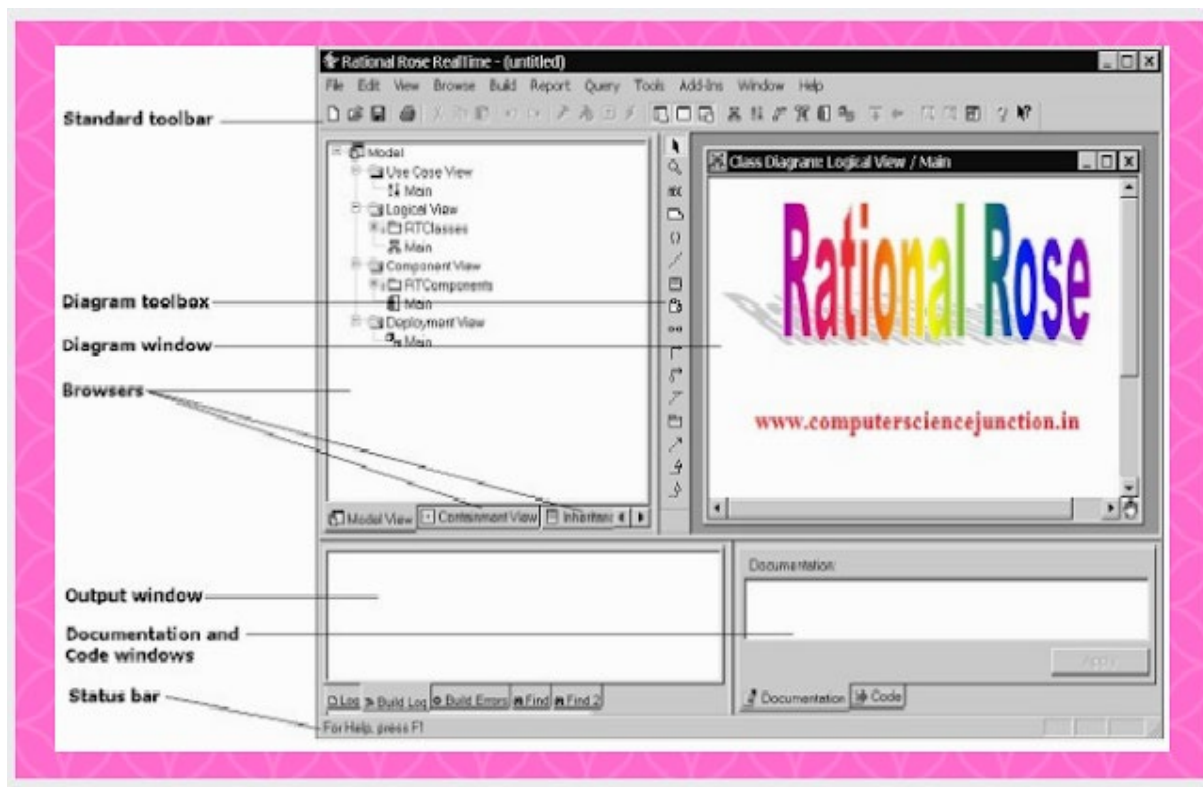 Rational Rose RealTime - (untitled)
File Edit View Browse Build Report Query Tools Add-Ins Window Help
Standard toolbar
Model
Use Case View
Main
Logical View
RTClasses
Main
Component View
RTComponents
Main
Deployment View
Main
Diagram toolbox
Diagram window
Browsers
Model View Containment View
Class Diagram: Logical View / Main
Rational Rose
www.computersciencejunction.in
Output window
Documentation and
Code windows
Status bar
Log Build Log Build Errors Find Find 2
Documentation:
Apply
Documentation Code
For Help, press F1